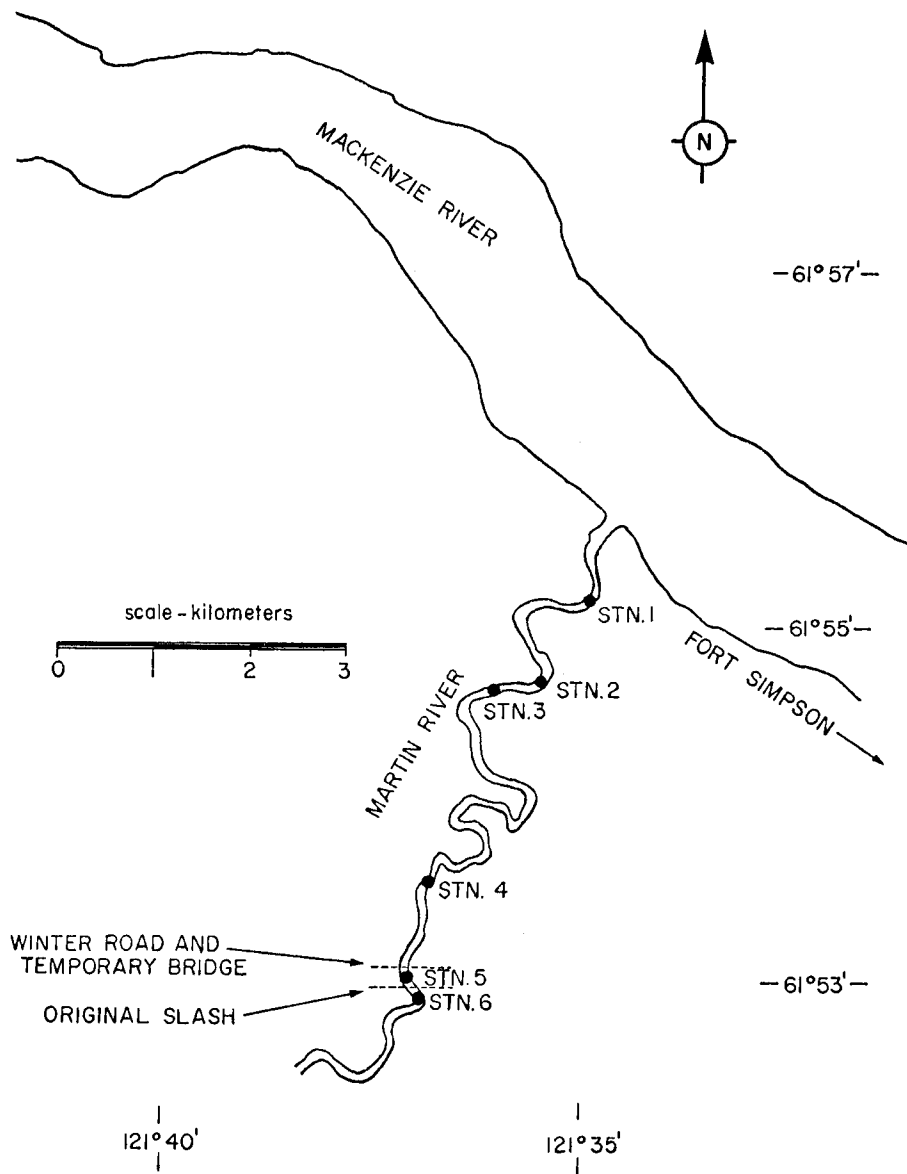 N
MACKENZIE RIVER
—61°57'—
scale-kilometers
0 1 2 3
STN. 1
—61°55'—
FORT SIMPSON
STN. 2
STN. 3
MARTIN RIVER
STN. 4
WINTER ROAD AND
TEMPORARY BRIDGE
STN. 5
—61°53'—
STN. 6
ORIGINAL SLASH
121°40'
121°35'